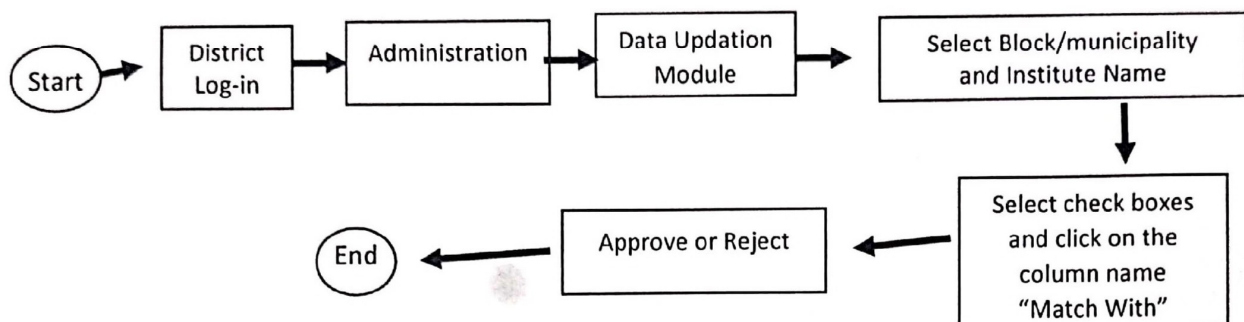 Start
District
Log-in
Administration
Data Updation
Module
Select Block/municipality
and Institute Name
Select check boxes
and click on the
column name
“Match With”
Approve or Reject
End